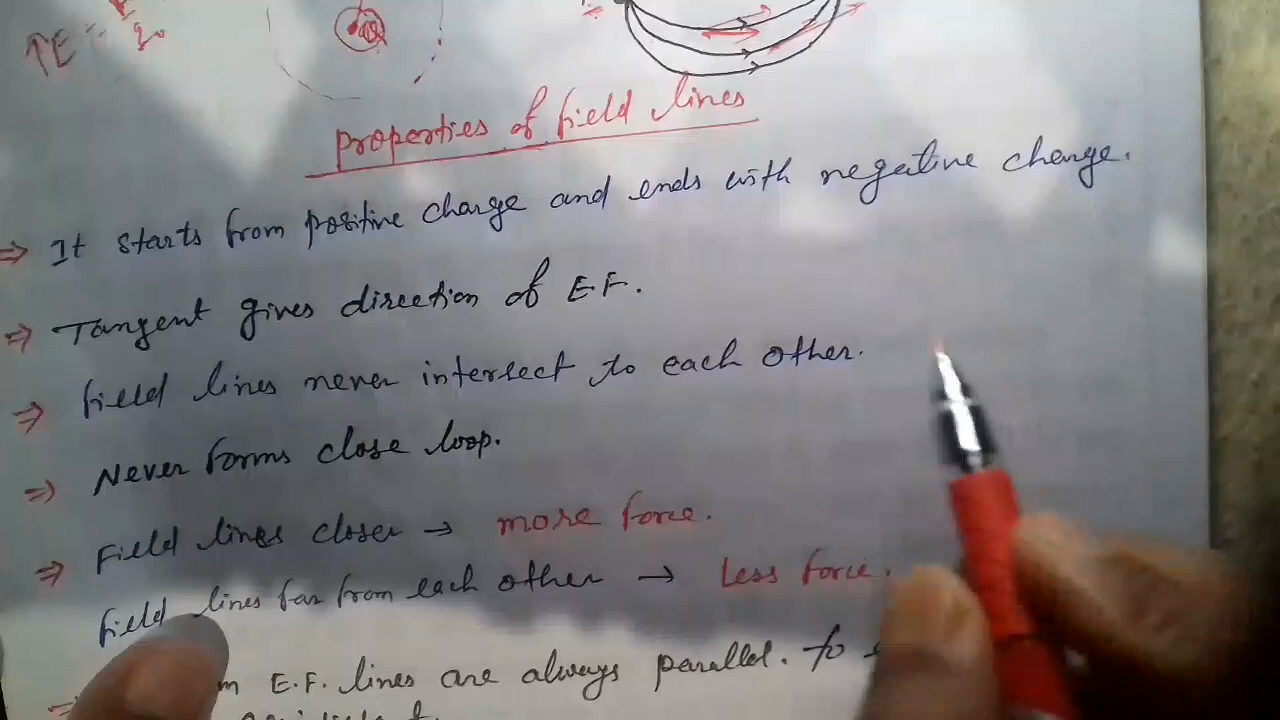 ↑E =
q₀
Properties of field lines
⇒ It starts from positive charge and ends with negative charge.
⇒ Tangent gives direction of E.F.
⇒ field lines never intersect to each other.
⇒ Never forms close loop.
⇒ Field lines closer → more force.
field lines far from each other → Less force.
E.F. lines are always parallel. to